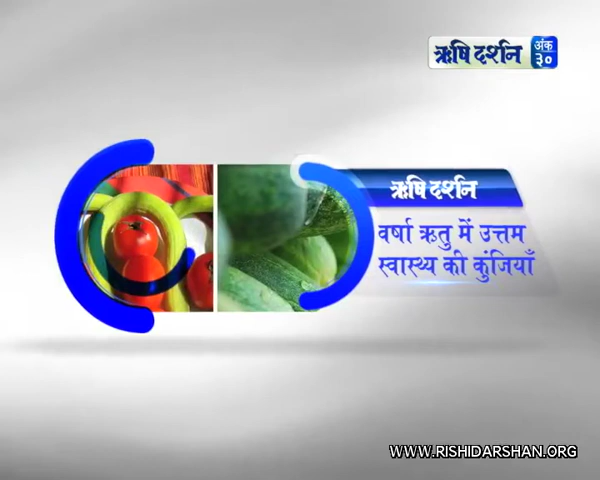 ऋषि दर्शन
अंक
३०
ऋषि दर्शन
वर्षा ऋतु में उत्तम
स्वास्थ्य की कुंजियाँ
WWW.RISHIDARSHAN.ORG